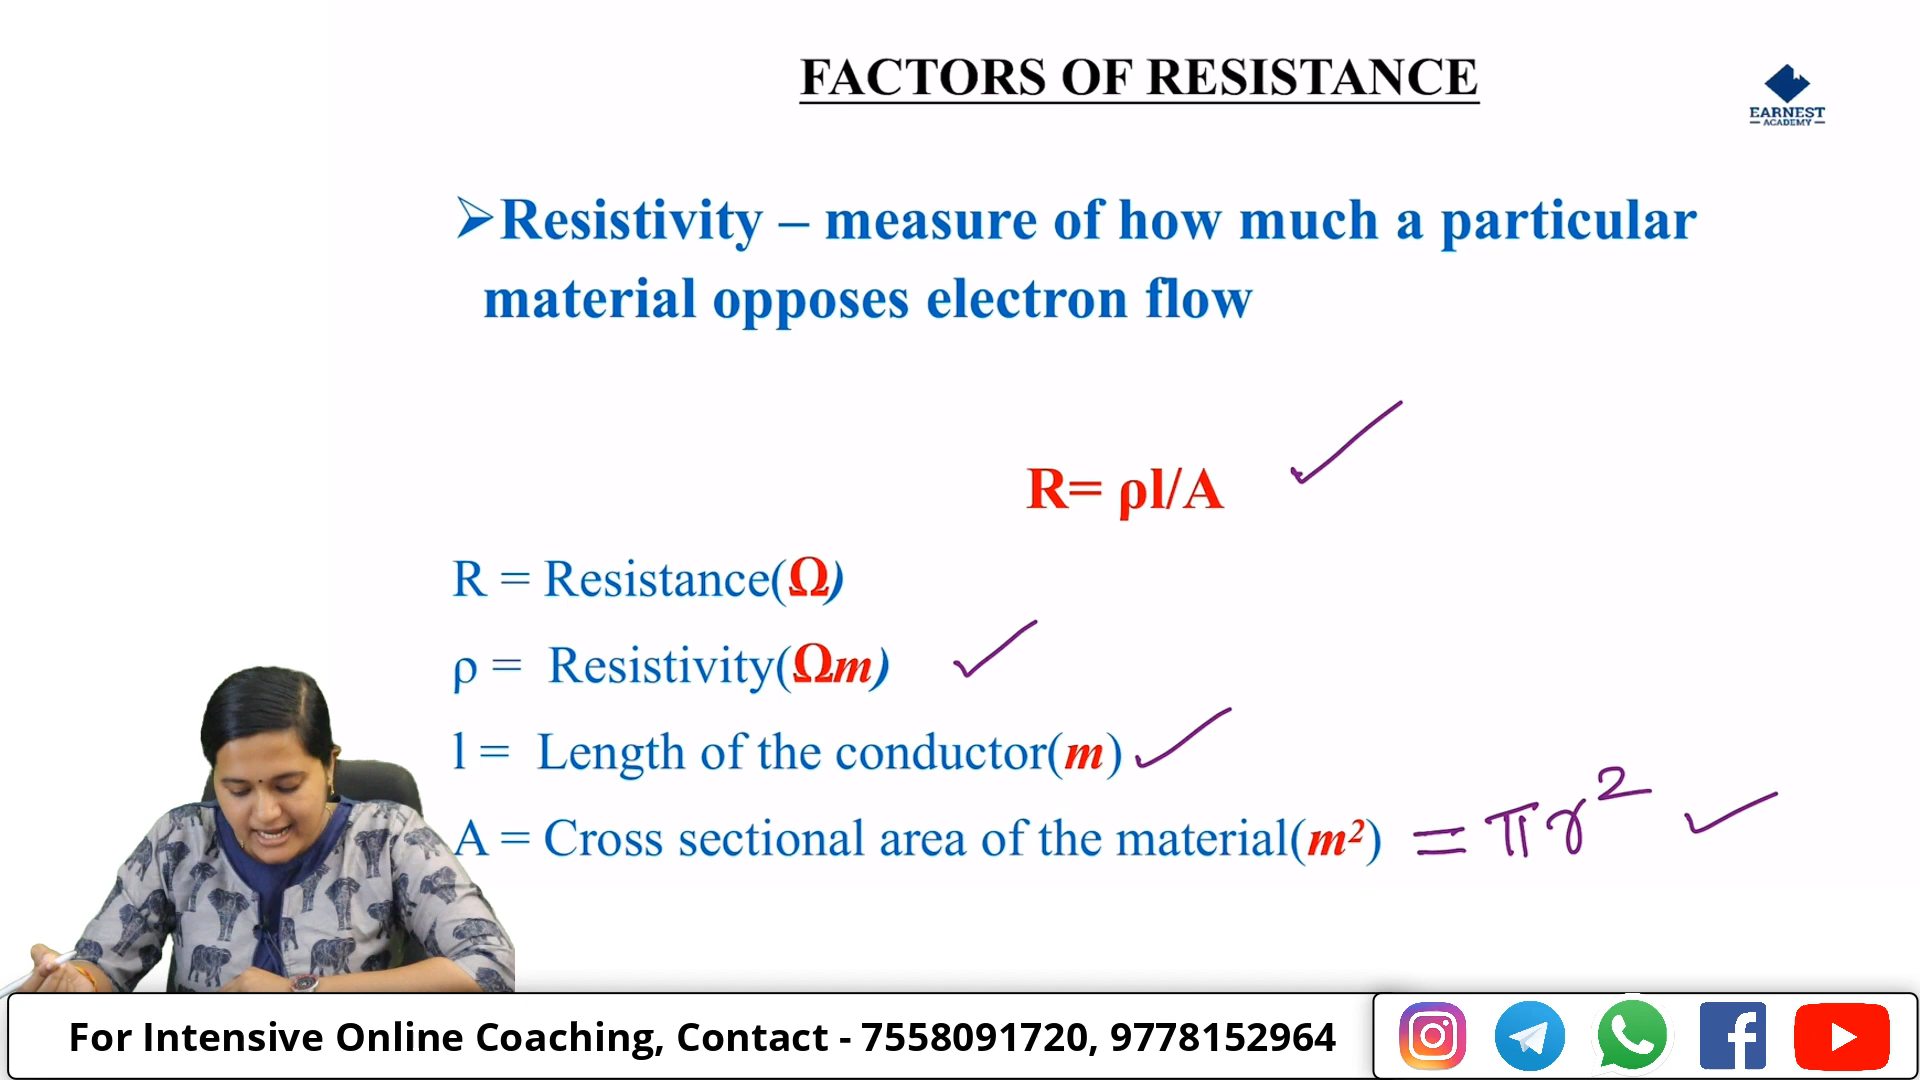 FACTORS OF RESISTANCE
EARNEST
ACADEMY
➢Resistivity – measure of how much a particular
material opposes electron flow
R= ρl/A
R = Resistance(Ω)
ρ = Resistivity(Ωm)
l = Length of the conductor(m)
A = Cross sectional area of the material(m²) = πr²
For Intensive Online Coaching, Contact - 7558091720, 9778152964